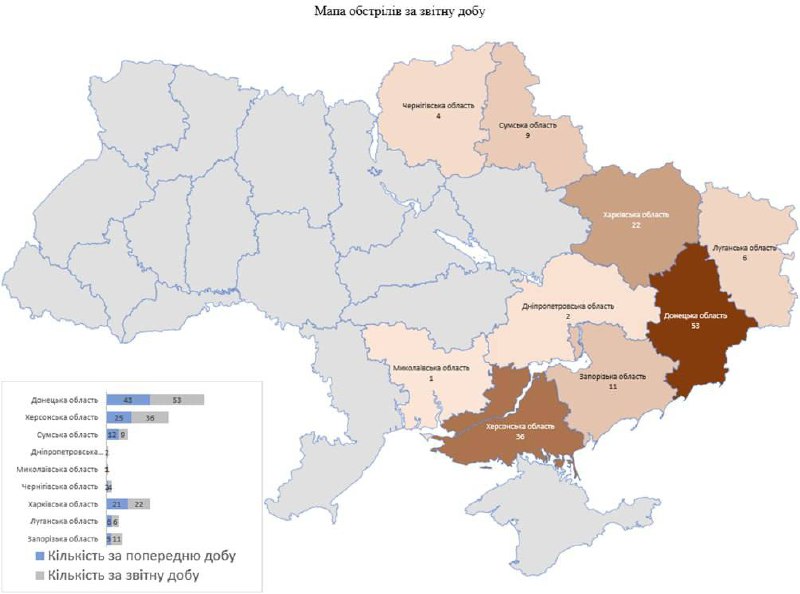 Мапа обстрілів за звітну добу
Чернігівська область
4
Сумська область
9
Харківська область
22
Луганська область
6
Дніпропетровська область
2
Донецька область
53
Миколаївська область
1
Запорізька область
11
Херсонська область
36
Донецька область 43 53
Херсонська область 25 36
Сумська область 12 9
Дніпропетровська... 2
Миколаївська область 1
Чернігівська область 4
Харківська область 21 22
Луганська область 6
Запорізька область 11
Кількість за попередню добу
Кількість за звітну добу